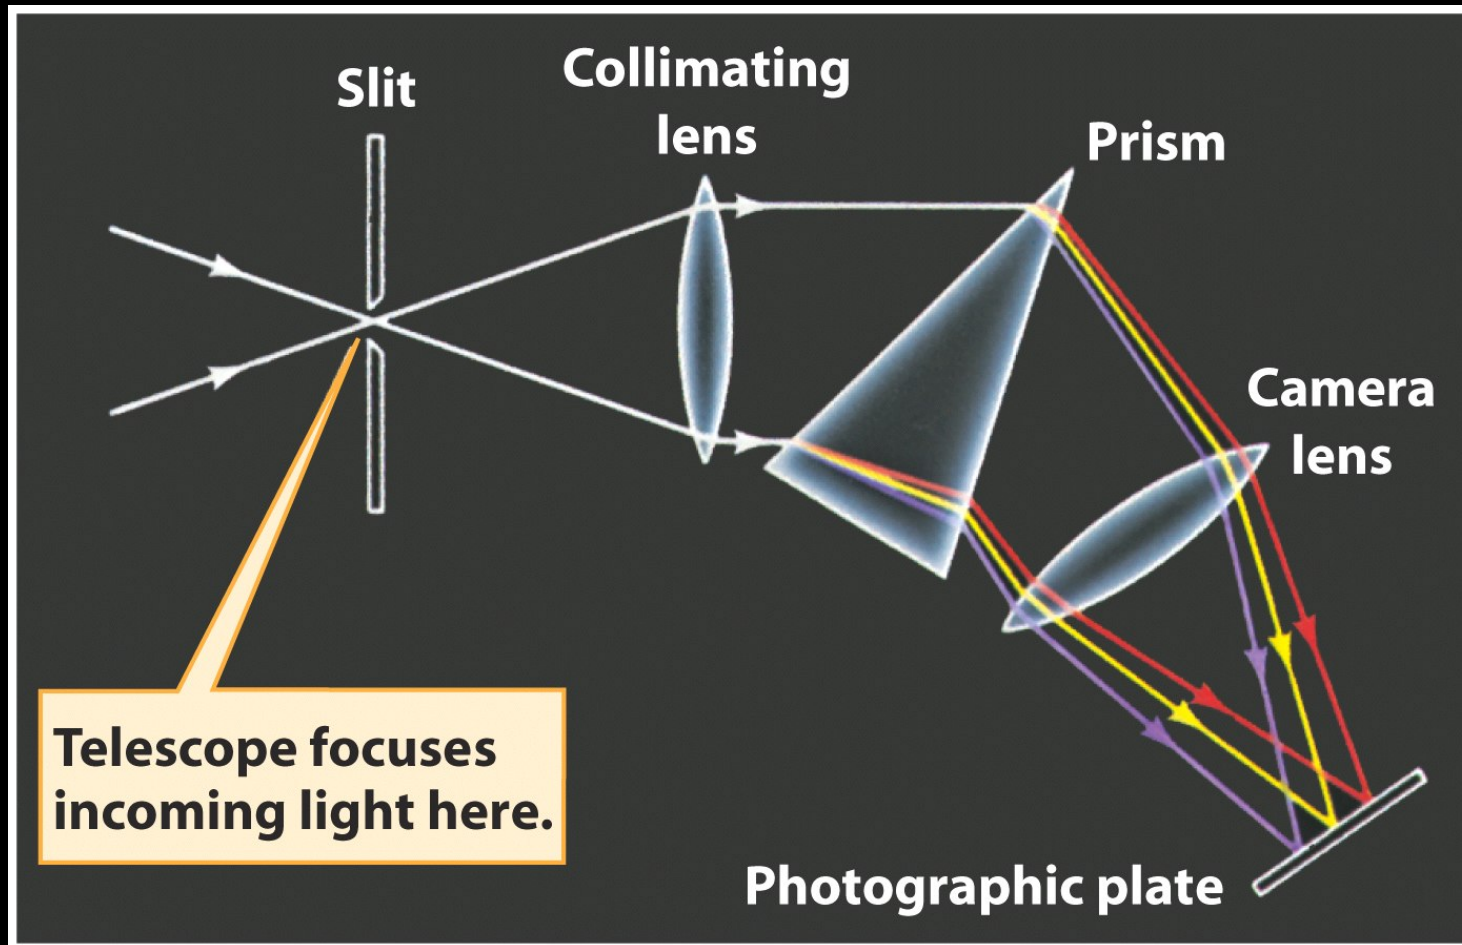 Slit
Collimating
lens
Prism
Camera
lens
Telescope focuses
incoming light here.
Photographic plate